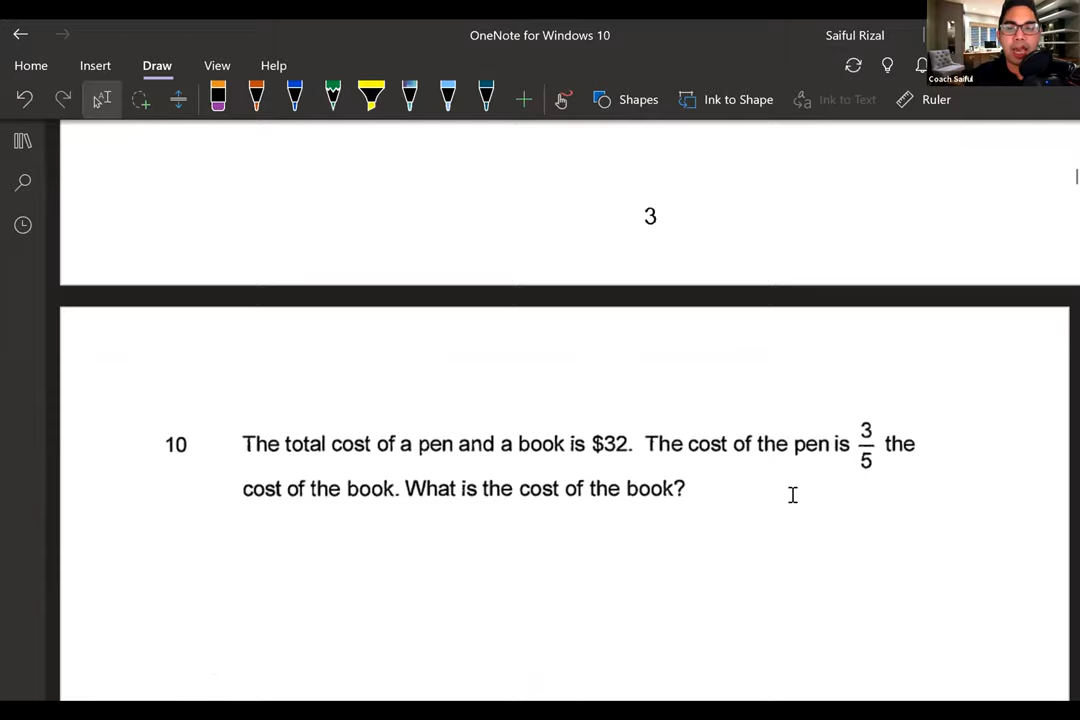 OneNote for Windows 10
Saiful Rizal
Home Insert Draw View Help
Coach Saiful
Shapes Ink to Shape Ink to Text Ruler
3
10 The total cost of a pen and a book is $32. The cost of the pen is 3/5 the
cost of the book. What is the cost of the book?